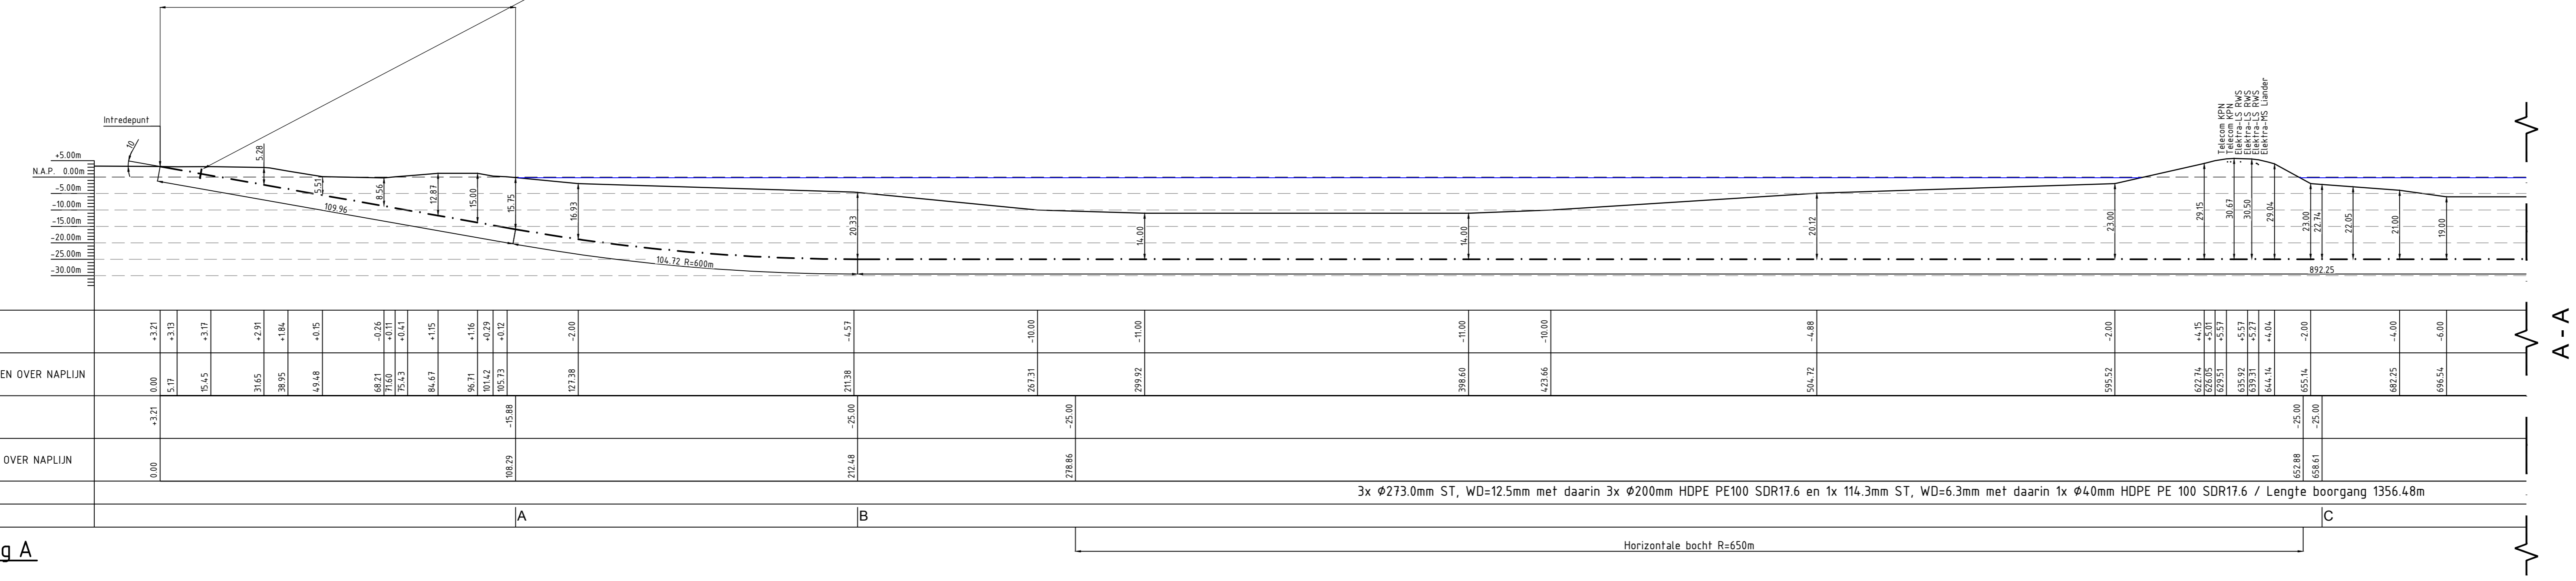 Intredepunt
10
+5.00m
N.A.P. 0.00m
-5.00m
-10.00m
-15.00m
-20.00m
-25.00m
-30.00m
5.28
5.51
8.56
12.87
15.00
15.75
16.93
20.33
14.00
14.00
20.12
23.00
29.15
30.67
30.50
29.04
23.00
22.74
22.05
21.00
19.00
109.96
104.72 R=600m
892.25
Telecom KPN
Telecom KPN
Elektra-LS RWS
Elektra-LS RWS
Elektra-LS RWS
Elektra-MS Liander
+3.21 +3.13 +3.17 +2.91 +1.84 +0.15 -0.26 +0.11 +0.41 +1.15 +1.16 +0.29 +0.12 -2.00 -4.57 -10.00 -11.00 -11.00 -10.00 -4.88 -2.00 +4.15 +5.01 +5.57 +5.57 +5.27 +4.04 -2.00 -4.00 -6.00
EN OVER NAPLIJN
0.00 5.17 15.45 31.65 38.95 49.48 68.21 71.60 75.43 84.67 96.71 101.42 105.73 127.38 211.38 267.31 299.92 398.60 423.66 504.72 595.52 622.74 626.05 629.51 635.92 639.31 644.14 655.14 682.25 696.54
+3.21 -15.88 -25.00 -25.00 -25.00 -25.00
OVER NAPLIJN
0.00 108.29 212.48 278.86 652.88 658.61
3x Ø273.0mm ST, WD=12.5mm met daarin 3x Ø200mm HDPE PE100 SDR17.6 en 1x 114.3mm ST, WD=6.3mm met daarin 1x Ø40mm HDPE PE 100 SDR17.6 / Lengte boorgang 1356.48m
A B C
Horizontale bocht R=650m
g A
A-A